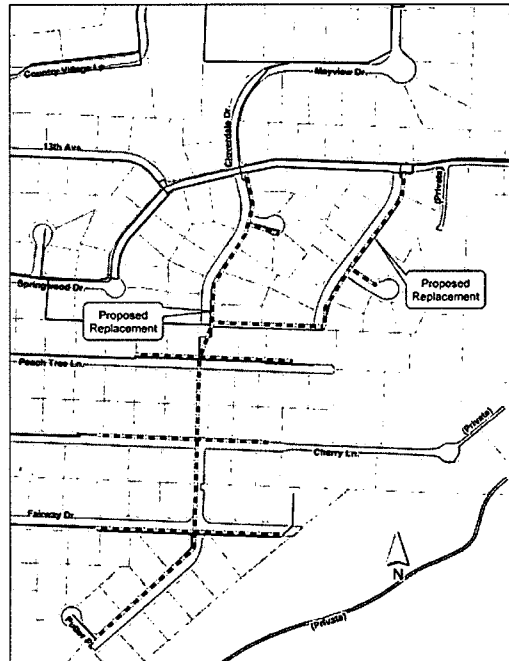 Country Village Lp.
Mayview Dr.
Cloverdale Dr.
13th Ave.
(Private)
Springwood Dr.
Proposed
Replacement
Proposed
Replacement
Peach Tree Ln.
(Private)
Cherry Ln.
Fairway Dr.
N
(Private)